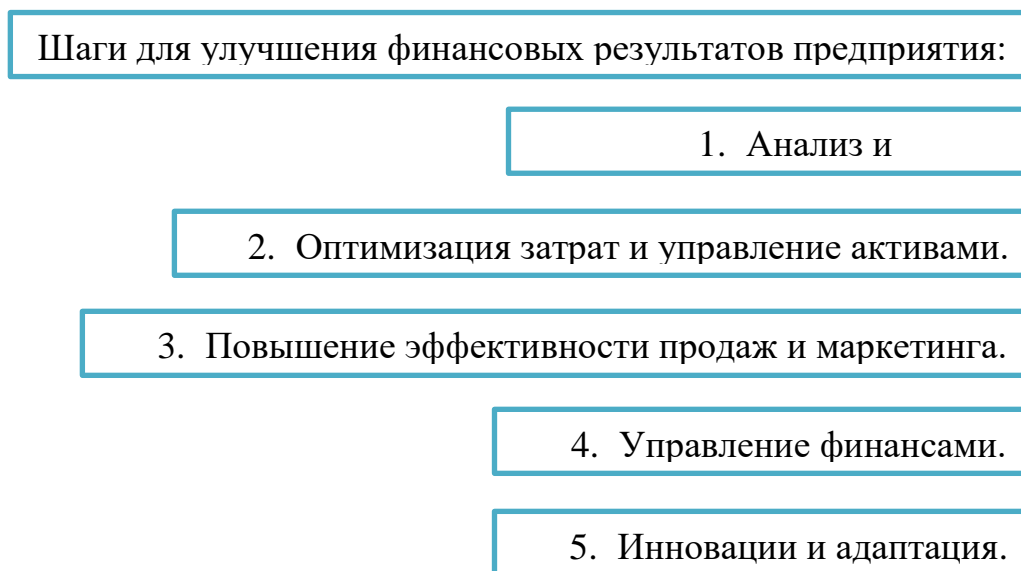 Шаги для улучшения финансовых результатов предприятия:
1. Анализ и
2. Оптимизация затрат и управление активами.
3. Повышение эффективности продаж и маркетинга.
4. Управление финансами.
5. Инновации и адаптация.